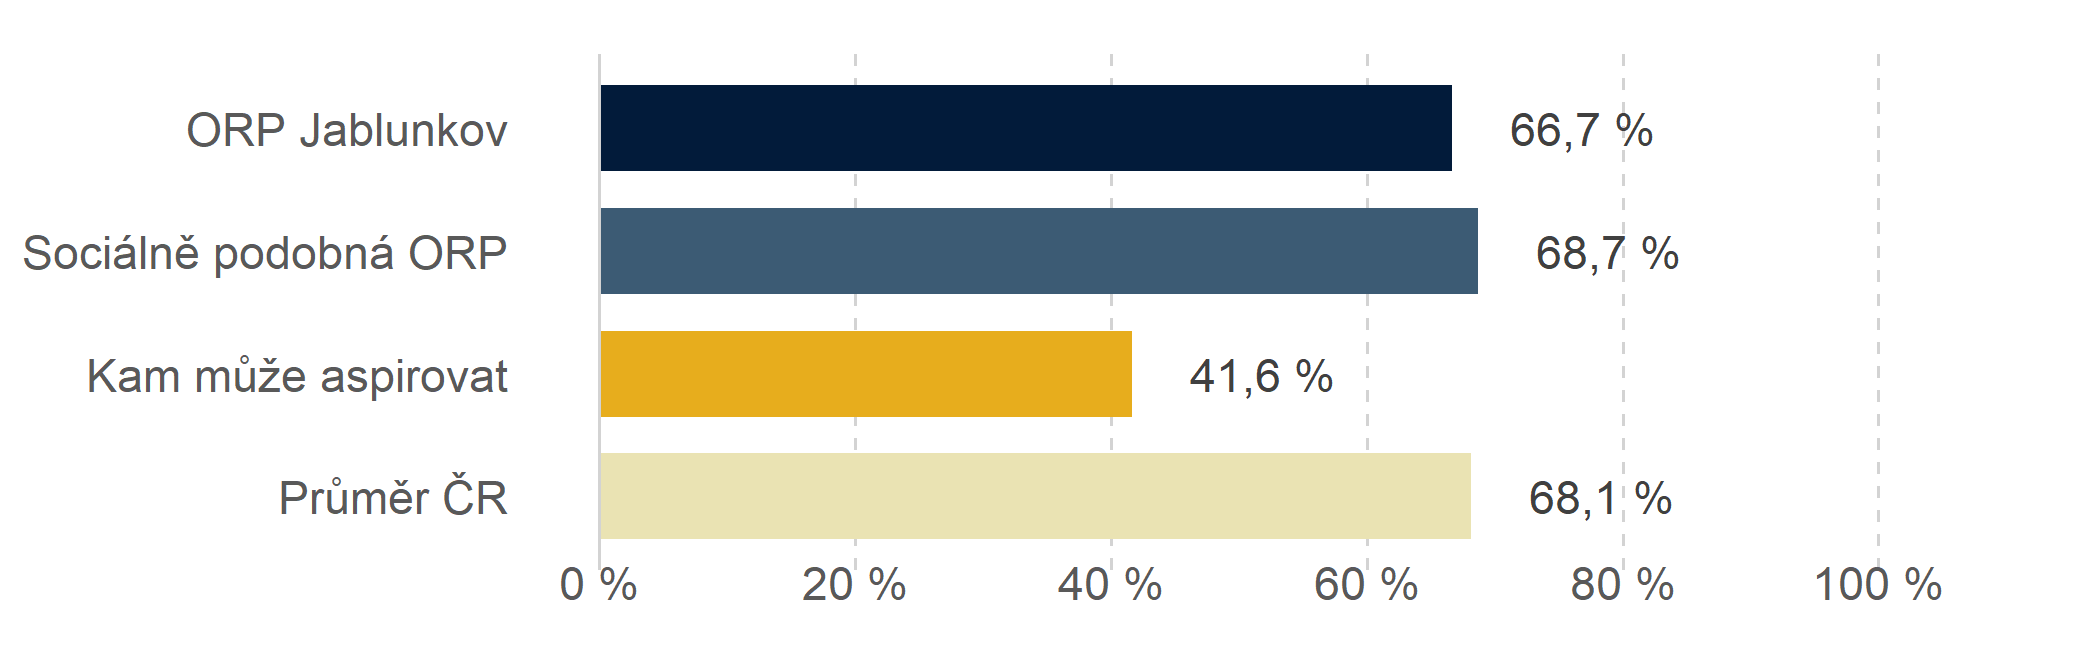 ORP Jablunkov 66,7 %
Sociálně podobná ORP 68,7 %
Kam může aspirovat 41,6 %
Průměr ČR 68,1 %
0 % 20 % 40 % 60 % 80 % 100 %